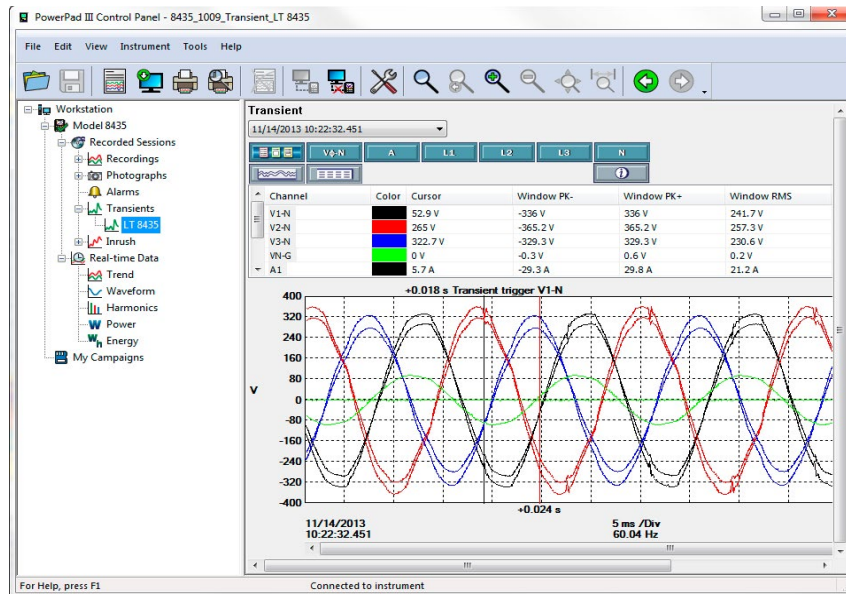 PowerPad III Control Panel - 8435_1009_Transient_LT 8435
File Edit View Instrument Tools Help
Workstation
Model 8435
Recorded Sessions
Recordings
Photographs
Alarms
Transients
LT 8435
Inrush
Real-time Data
Trend
Waveform
Harmonics
W Power
Wh Energy
My Campaigns
Transient
11/14/2013 10:22:32.451
VΦ-N A L1 L2 L3 N
Channel Color Cursor Window PK- Window PK+ Window RMS
V1-N 52.9 V -336 V 336 V 241.7 V
V2-N 265 V -365.2 V 365.2 V 257.3 V
V3-N 322.7 V -329.3 V 329.3 V 230.6 V
VN-G 0 V -0.3 V 0.6 V 0.2 V
A1 5.7 A -29.3 A 29.8 A 21.2 A
+0.018 s Transient trigger V1-N
400
320
240
160
80
V
0
-80
-160
-240
-320
-400
+0.024 s
11/14/2013 5 ms /Div
10:22:32.451 60.04 Hz
For Help, press F1 Connected to instrument